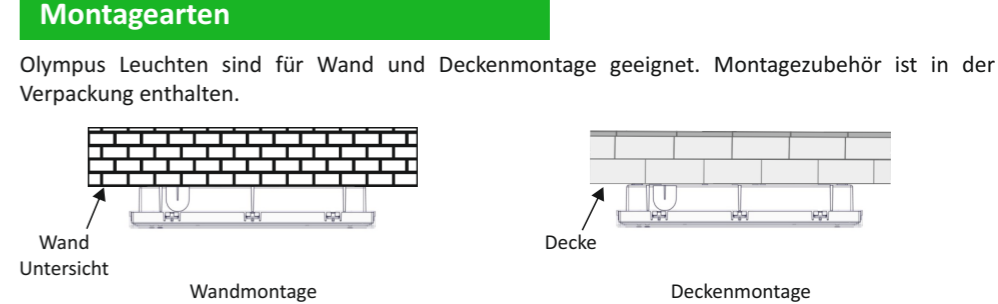 Montagearten
Olympus Leuchten sind für Wand und Deckenmontage geeignet. Montagezubehör ist in der
Verpackung enthalten.
Wand
Untersicht
Decke
Wandmontage
Deckenmontage